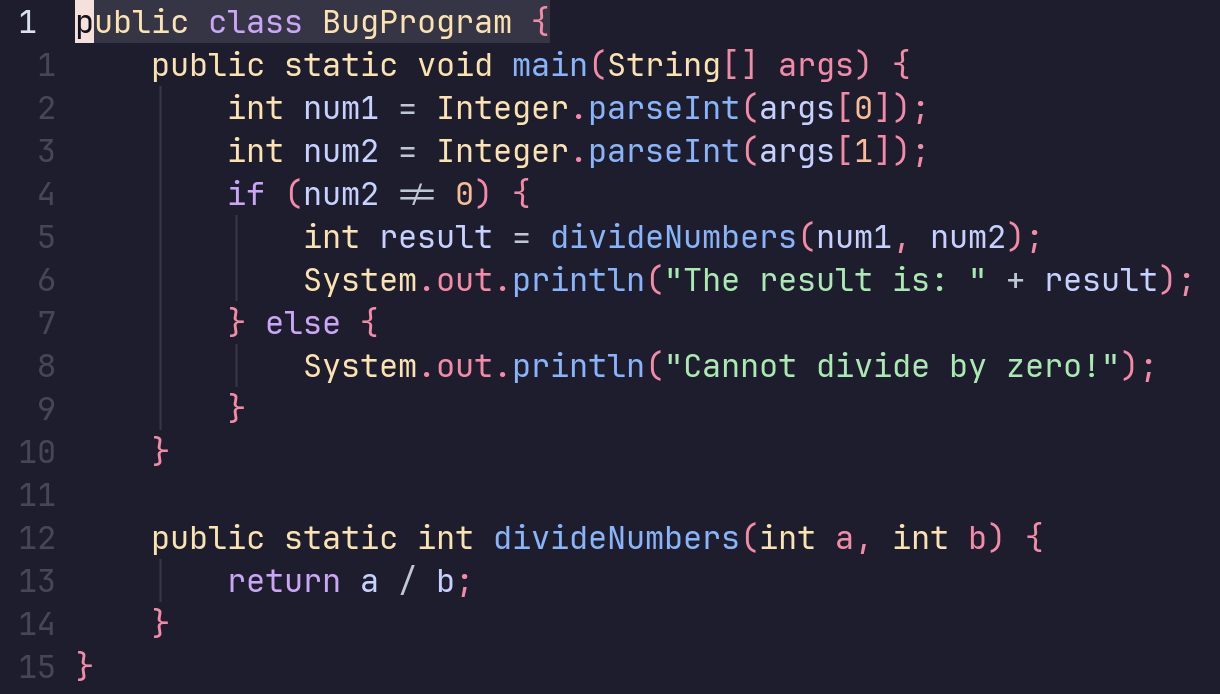 1 public class BugProgram {
1 public static void main(String[] args) {
2 int num1 = Integer.parseInt(args[0]);
3 int num2 = Integer.parseInt(args[1]);
4 if (num2 != 0) {
5 int result = divideNumbers(num1, num2);
6 System.out.println("The result is: " + result);
7 } else {
8 System.out.println("Cannot divide by zero!");
9 }
10 }
11
12 public static int divideNumbers(int a, int b) {
13 return a / b;
14 }
15 }